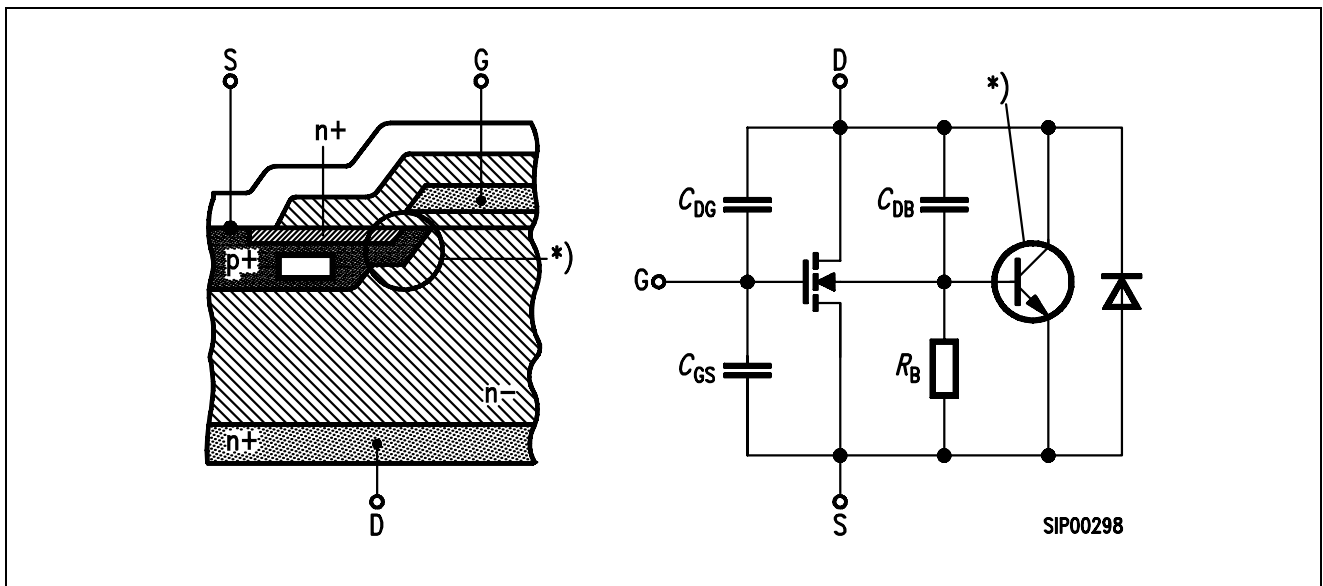 S
G
n+
p+
*)
n−
n+
D
D
*)
CDG
CDB
G
CGS
RB
S
SIP00298